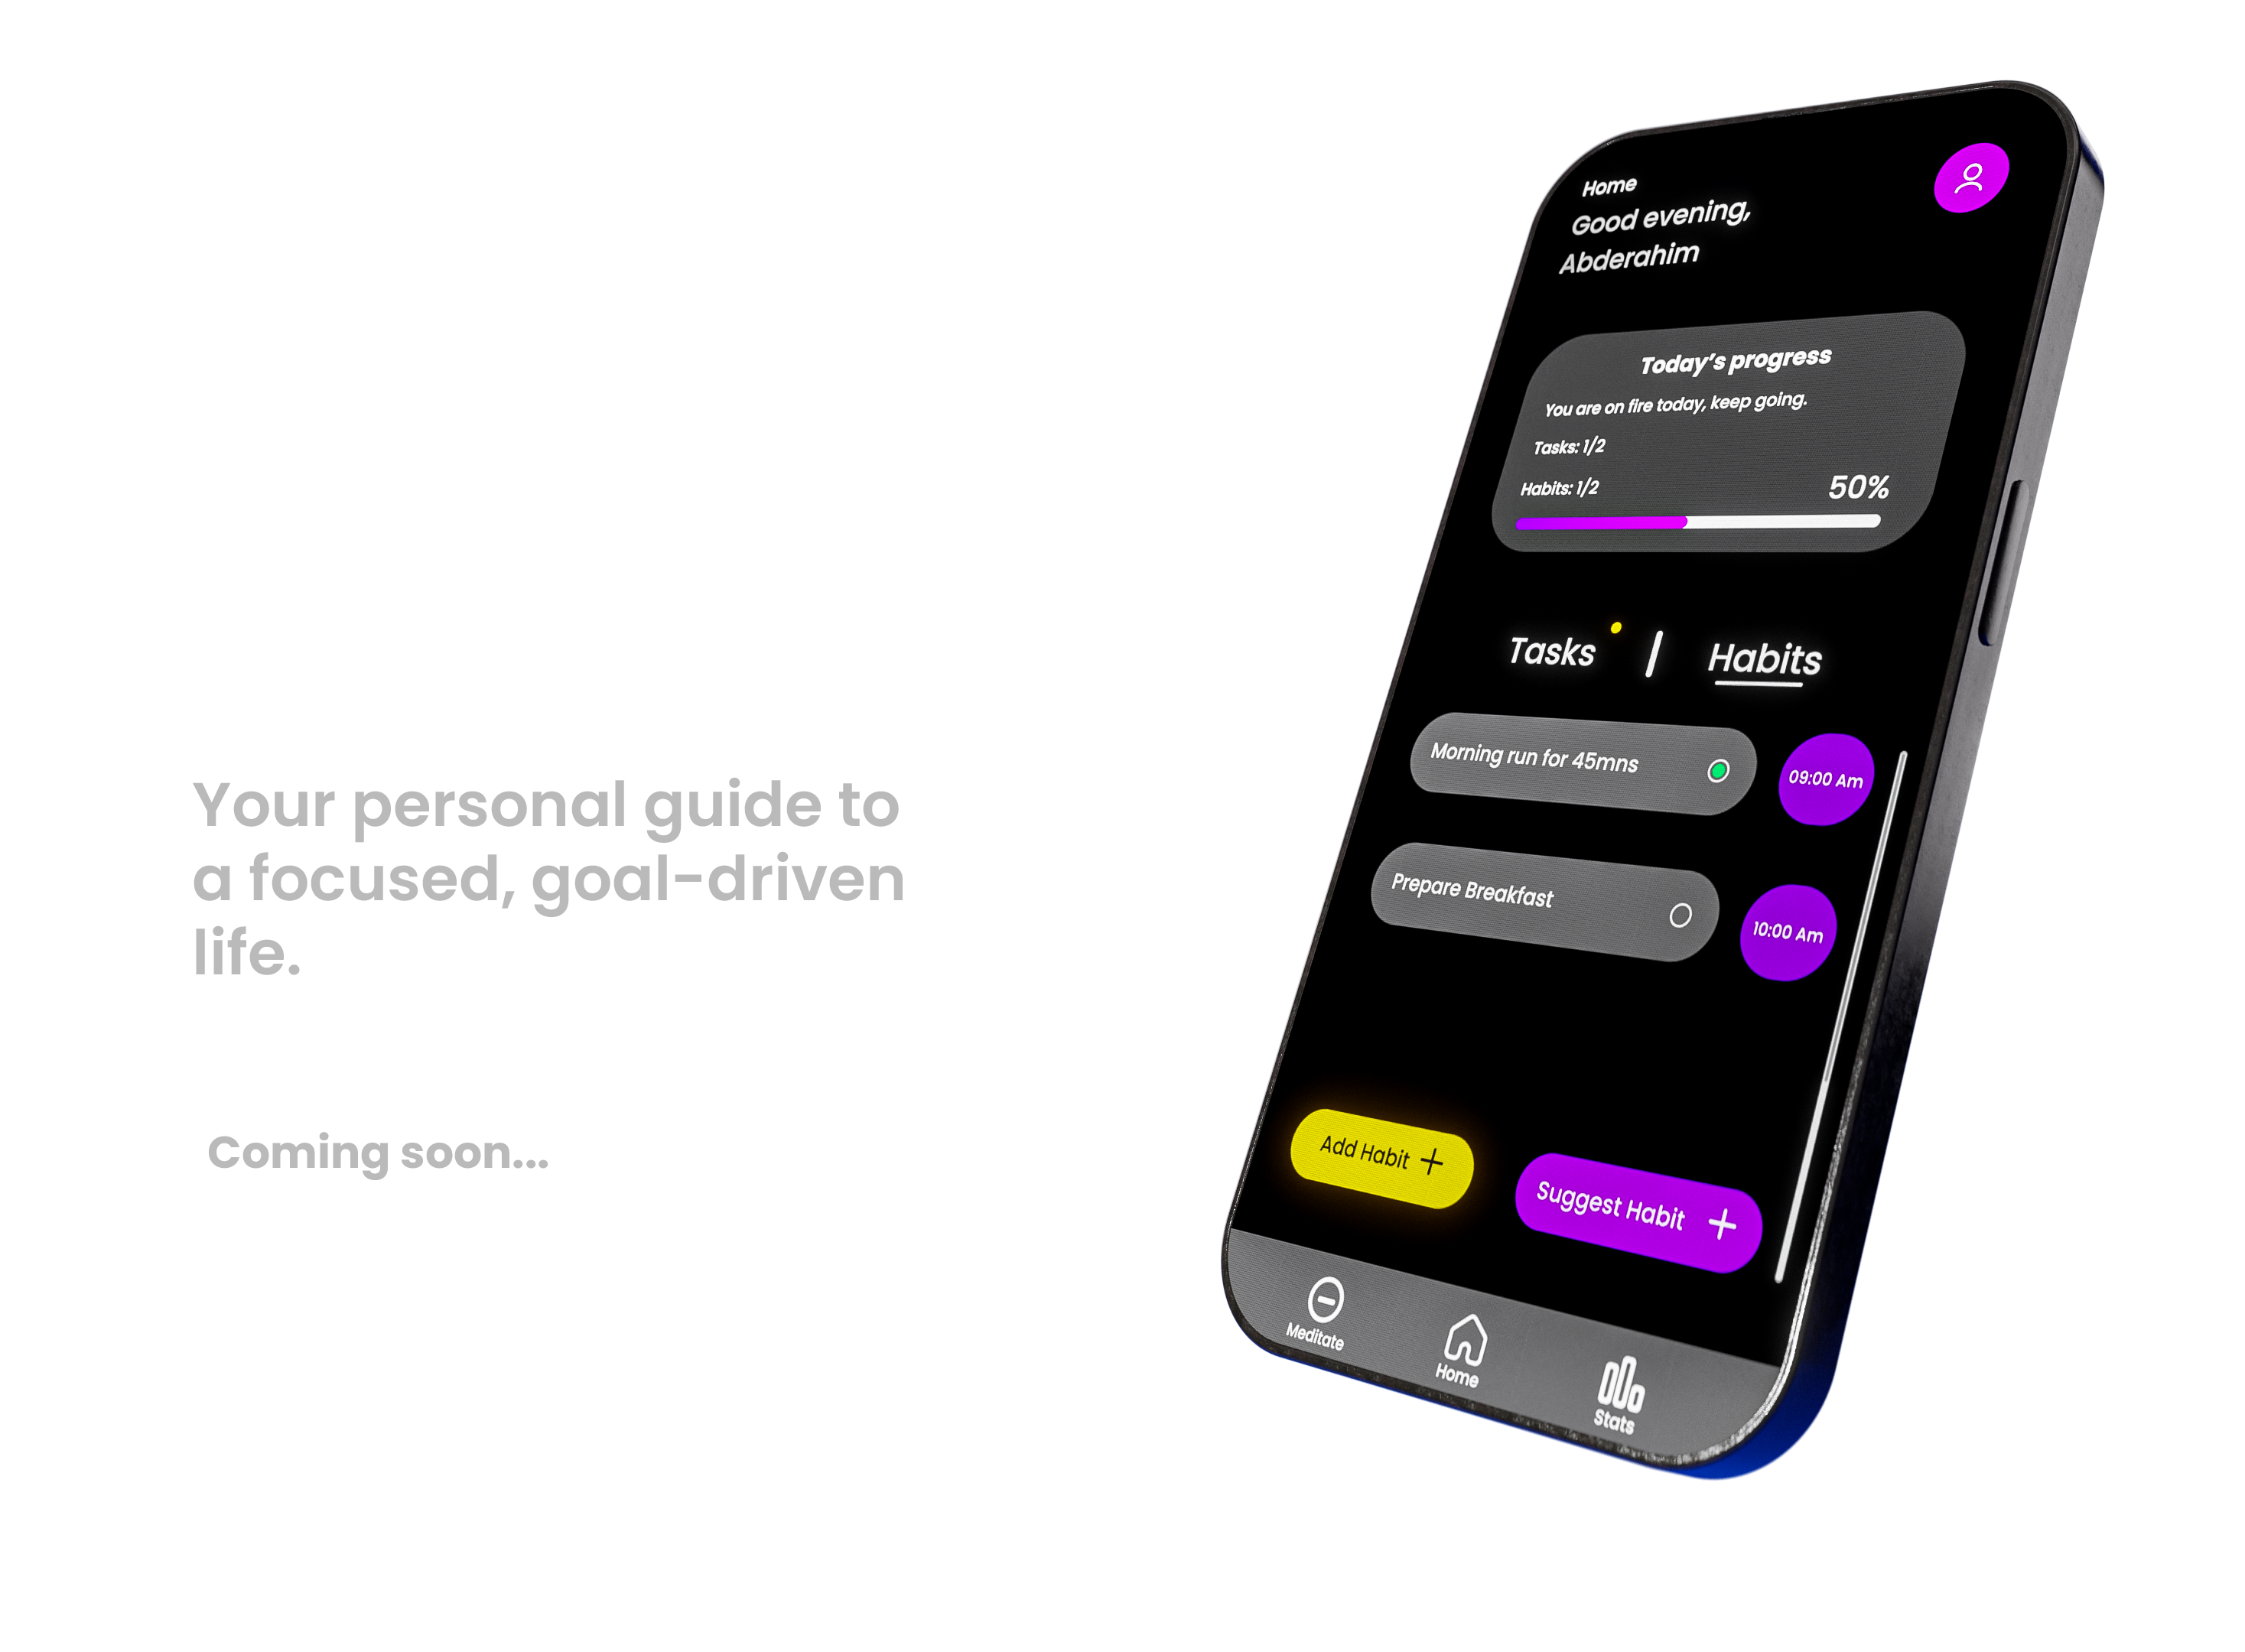 Your personal guide to
a focused, goal-driven
life.
Coming soon...
Home
Good evening,
Abderahim
Today's progress
You are on fire today, keep going.
Tasks: 1/2
Habits: 1/2
50%
Tasks | Habits
Morning run for 45mns
09:00 Am
Prepare Breakfast
10:00 Am
Add Habit +
Suggest Habit +
Meditate
Home
Stats